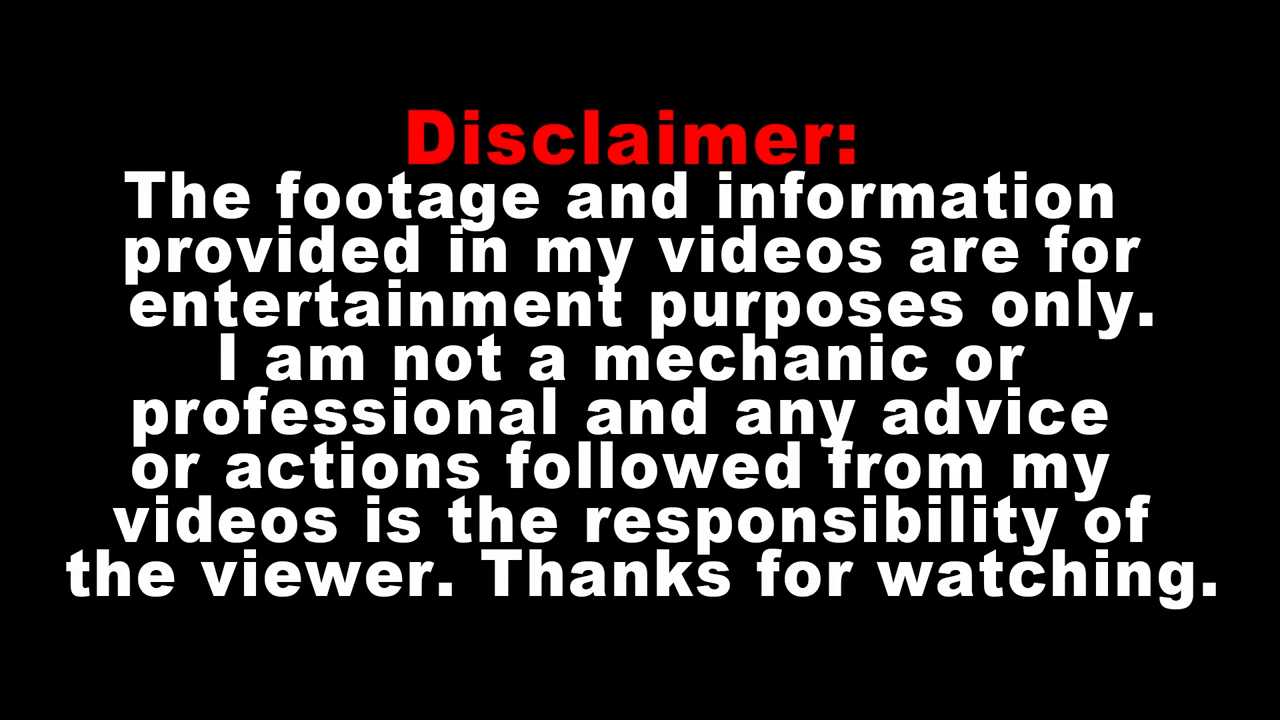 Disclaimer:
The footage and information
provided in my videos are for
entertainment purposes only.
I am not a mechanic or
professional and any advice
or actions followed from my
videos is the responsibility of
the viewer. Thanks for watching.